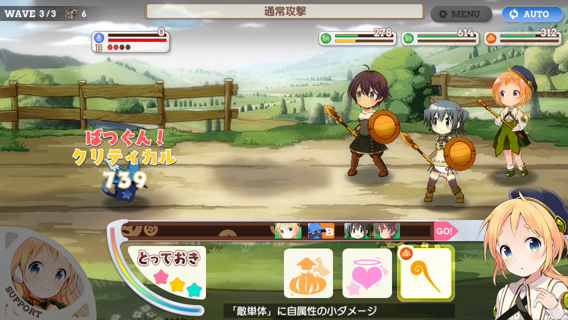 WAVE 3/3 6
通常攻撃
MENU
AUTO
0
13
278
614
312
ばつぐん!
クリティカル
739
B
GO!
とっておき
SUPPORT
「敵単体」に自属性の小ダメージ